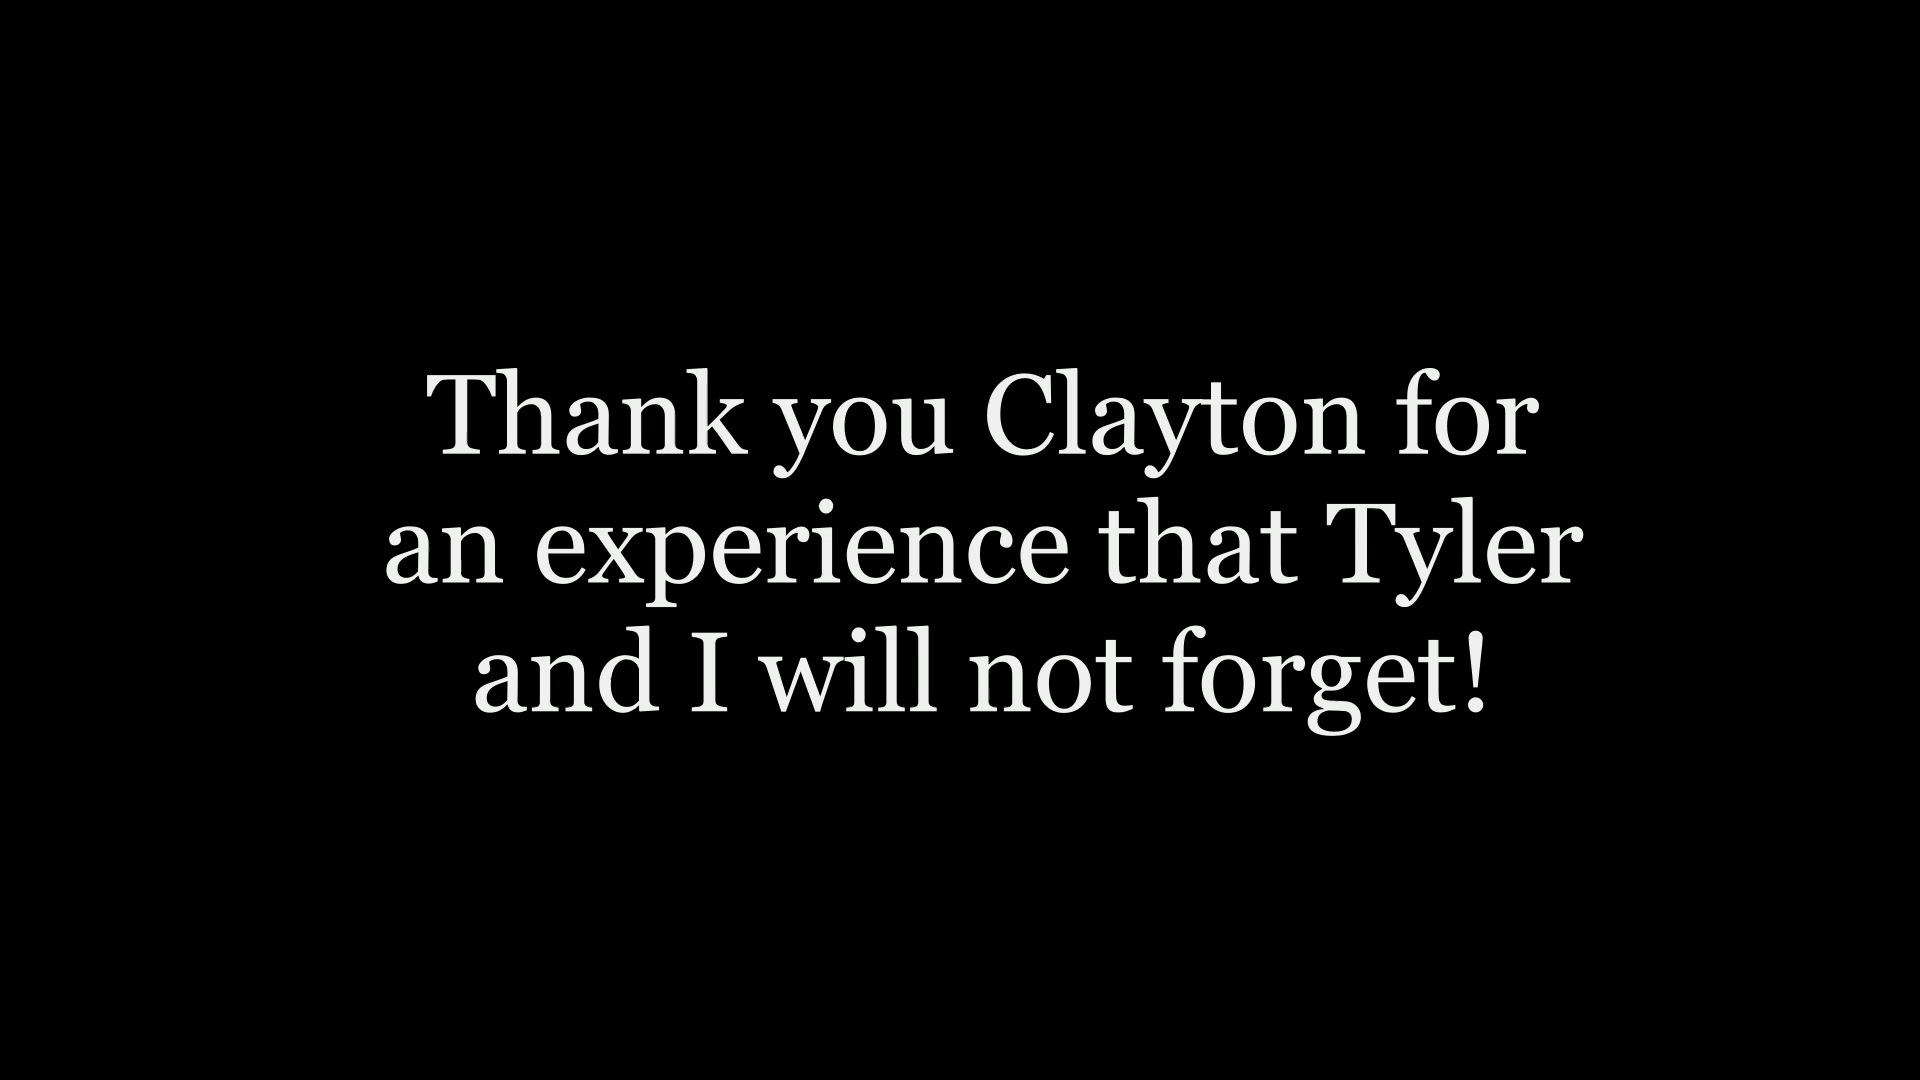 Thank you Clayton for
an experience that Tyler
and I will not forget!